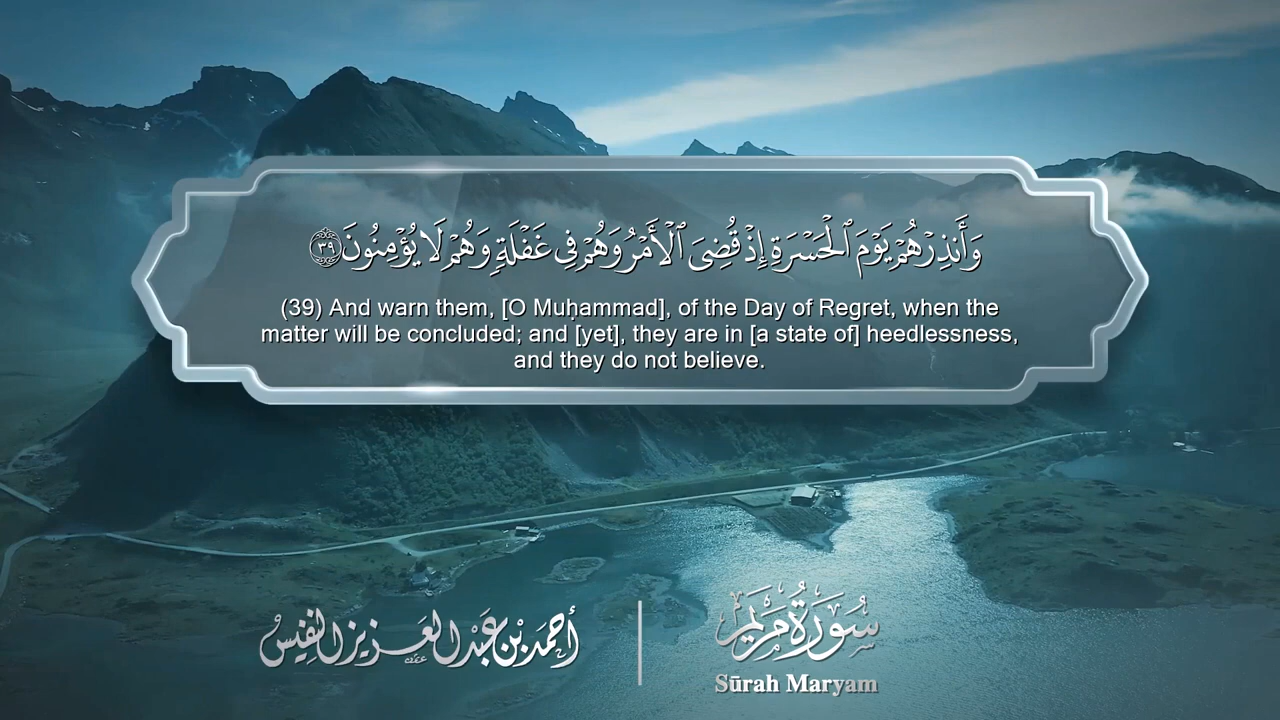 وَأَنذِرْهُمْ يَوْمَ ٱلْحَسْرَةِ إِذْ قُضِىَ ٱلْأَمْرُ وَهُمْ فِى غَفْلَةٍ وَهُمْ لَا يُؤْمِنُونَ ٣٩
(39) And warn them, [O Muḥammad], of the Day of Regret, when the
matter will be concluded; and [yet], they are in [a state of] heedlessness,
and they do not believe.
سُورَةُ مَرْيَم
Sūrah Maryam
أحمد بن عبد العزيز النفيس